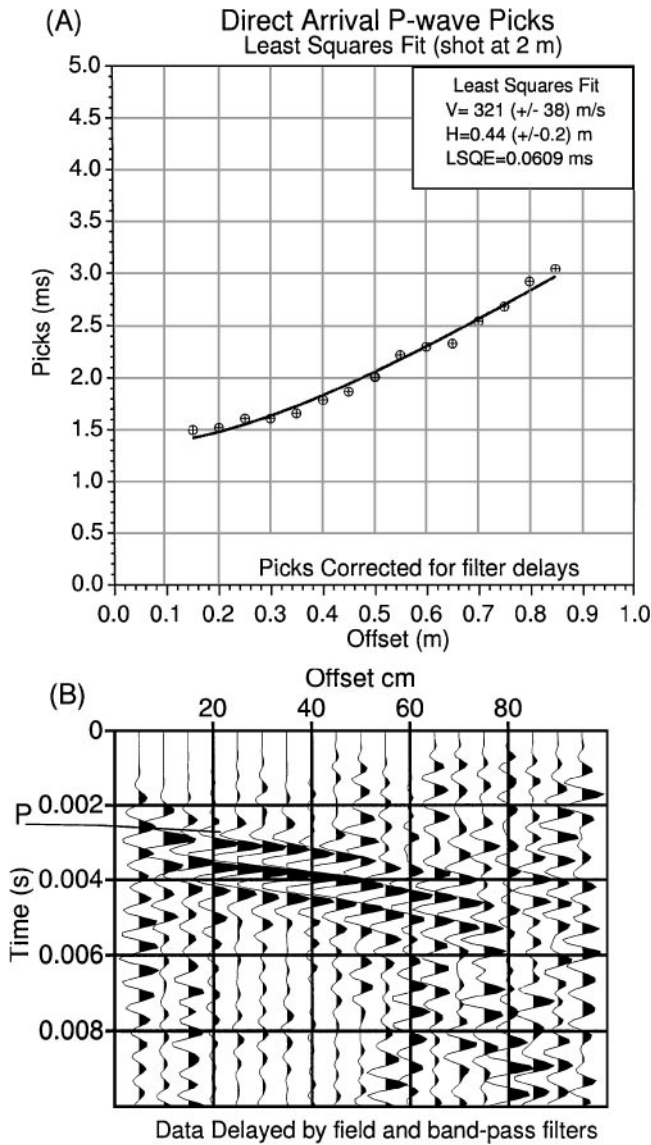 (A)
Direct Arrival P-wave Picks
Least Squares Fit (shot at 2 m)
Least Squares Fit
V= 321 (+/- 38) m/s
H=0.44 (+/-0.2) m
LSQE=0.0609 ms
5.0
4.5
4.0
3.5
3.0
2.5
2.0
1.5
1.0
0.5
0.0
Picks (ms)
Picks Corrected for filter delays
0.0 0.1 0.2 0.3 0.4 0.5 0.6 0.7 0.8 0.9 1.0
Offset (m)
(B)
Offset cm
20 40 60 80
0
0.002
P
0.004
0.006
0.008
Time (s)
Data Delayed by field and band-pass filters